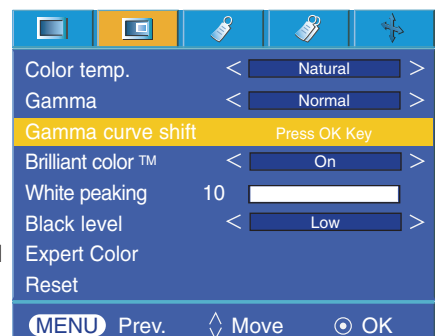 Color temp. < Natural >
Gamma < Normal >
Gamma curve shift Press OK Key
Brilliant color ™ < On >
White peaking 10
Black level < Low >
Expert Color
Reset
MENU Prev. Move OK